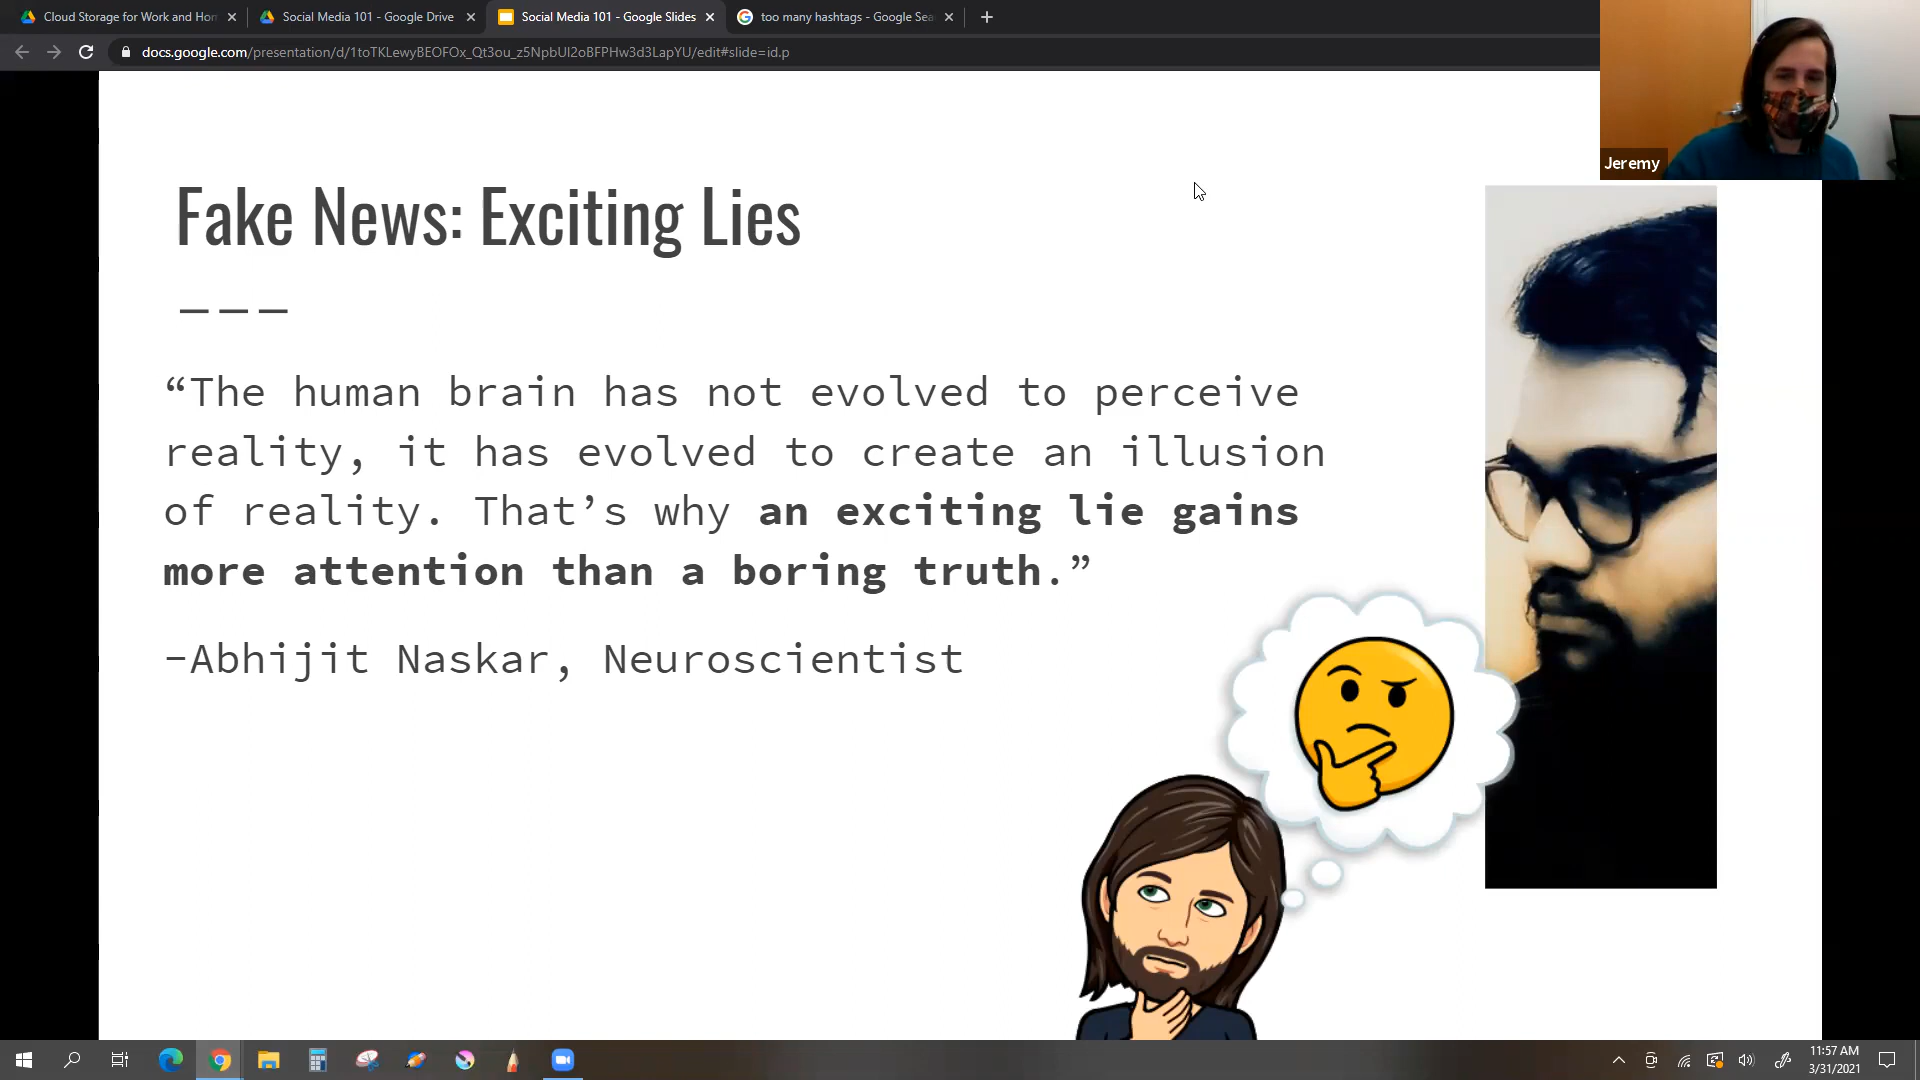 Cloud Storage for Work and Hom
Social Media 101 - Google Drive
Social Media 101 - Google Slides
too many hashtags - Google Sea
docs.google.com/presentation/d/1toTKLewyBEOFOx_Qt3ou_z5NpbUl2oBFPHw3d3LapYU/edit#slide=id.p
Jeremy
Fake News: Exciting Lies
“The human brain has not evolved to perceive
reality, it has evolved to create an illusion
of reality. That’s why an exciting lie gains
more attention than a boring truth.”
-Abhijit Naskar, Neuroscientist
11:57 AM
3/31/2021